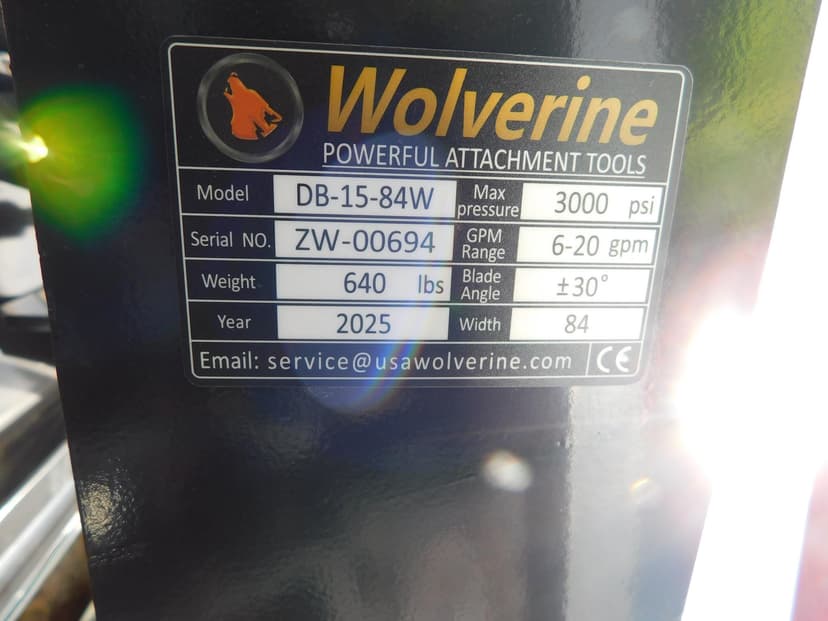 Wolverine
POWERFUL ATTACHMENT TOOLS
Model DB-15-84W Max pressure 3000 psi
Serial NO. ZW-00694 GPM Range 6-20 gpm
Weight 640 lbs Blade Angle ±30°
Year 2025 Width 84
Email: service@usawolverine.com CE